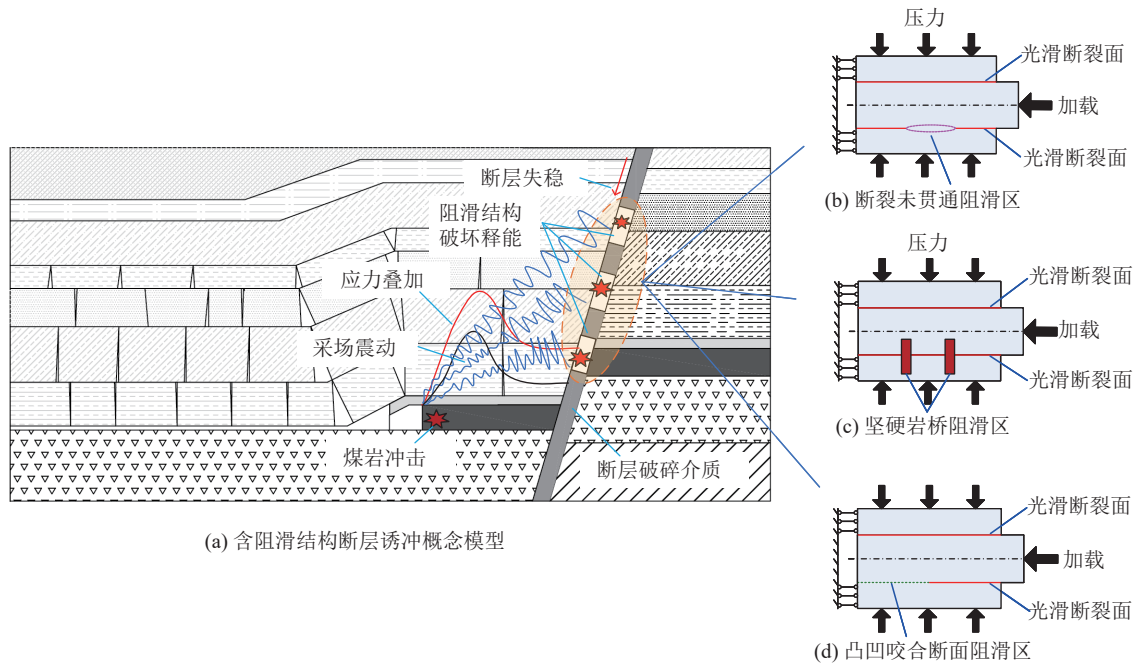 断层失稳
阻滑结构
破坏释能
应力叠加
采场震动
煤岩冲击
断层破碎介质
(a) 含阻滑结构断层诱冲概念模型
压力
光滑断裂面
加载
光滑断裂面
(b) 断裂未贯通阻滑区
压力
光滑断裂面
加载
光滑断裂面
(c) 坚硬岩桥阻滑区
光滑断裂面
加载
光滑断裂面
(d) 凸凹咬合断面阻滑区